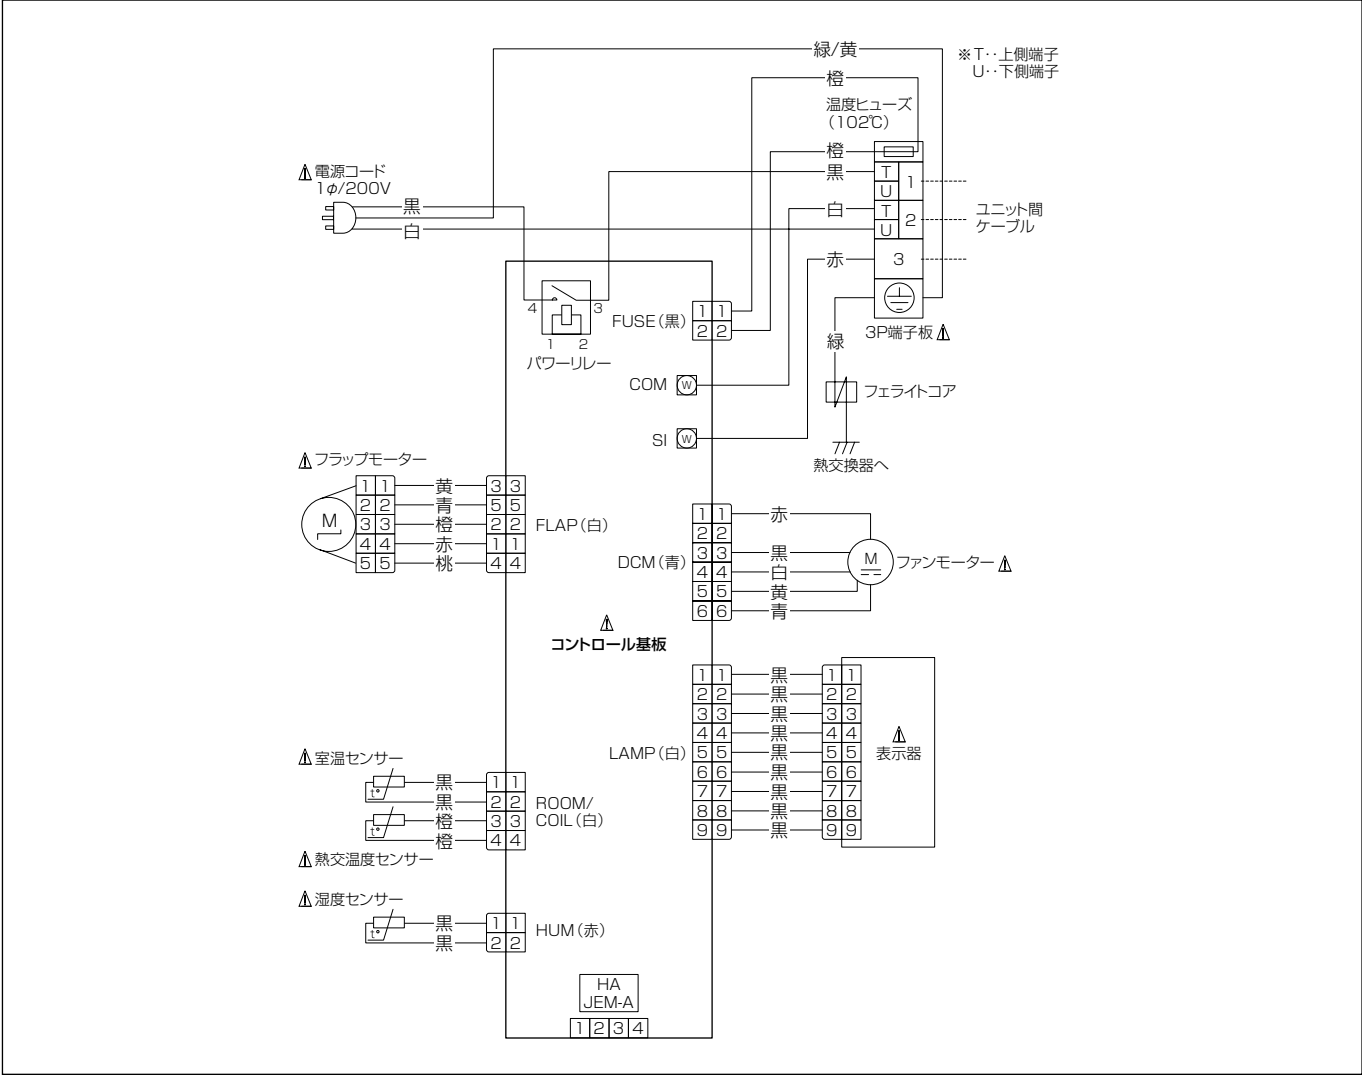 緑/黄
※T‥上側端子
U‥下側端子
橙
温度ヒューズ
(102℃)
橙
黒
電源コード
1φ/200V
黒
白
白
T
U
1
T
U
2
3
ユニット間
ケーブル
赤
3P端子板
緑
フェライトコア
熱交換器へ
4
3
1 2
パワーリレー
FUSE(黒)
1 1
2 2
COM
W
SI
W
フラップモーター
M
1 1 黄 3 3
2 2 青 5 5
3 3 橙 2 2
4 4 赤 1 1
5 5 桃 4 4
FLAP(白)
DCM(青)
1 1 赤
2 2
3 3 黒
4 4 白
5 5 黄
6 6 青
M
ファンモーター
コントロール基板
LAMP(白)
1 1 黒 1 1
2 2 黒 2 2
3 3 黒 3 3
4 4 黒 4 4
5 5 黒 5 5
6 6 黒 6 6
7 7 黒 7 7
8 8 黒 8 8
9 9 黒 9 9
表示器
室温センサー
t°
黒 1 1
黒 2 2
t°
橙 3 3
橙 4 4
ROOM/
COIL(白)
熱交温度センサー
湿度センサー
t°
黒 1 1
黒 2 2
HUM(赤)
HA
JEM-A
1 2 3 4